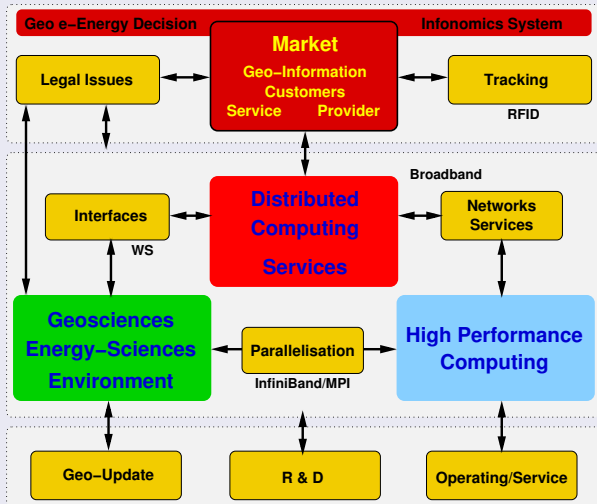 Geo e−Energy Decision
Infonomics System
Market
Geo−Information
Customers
Service Provider
Legal Issues
Tracking
RFID
Broadband
Distributed
Computing
Services
Interfaces
WS
Networks
Services
Geosciences
Energy−Sciences
Environment
Parallelisation
InfiniBand/MPI
High Performance
Computing
Geo−Update
R & D
Operating/Service